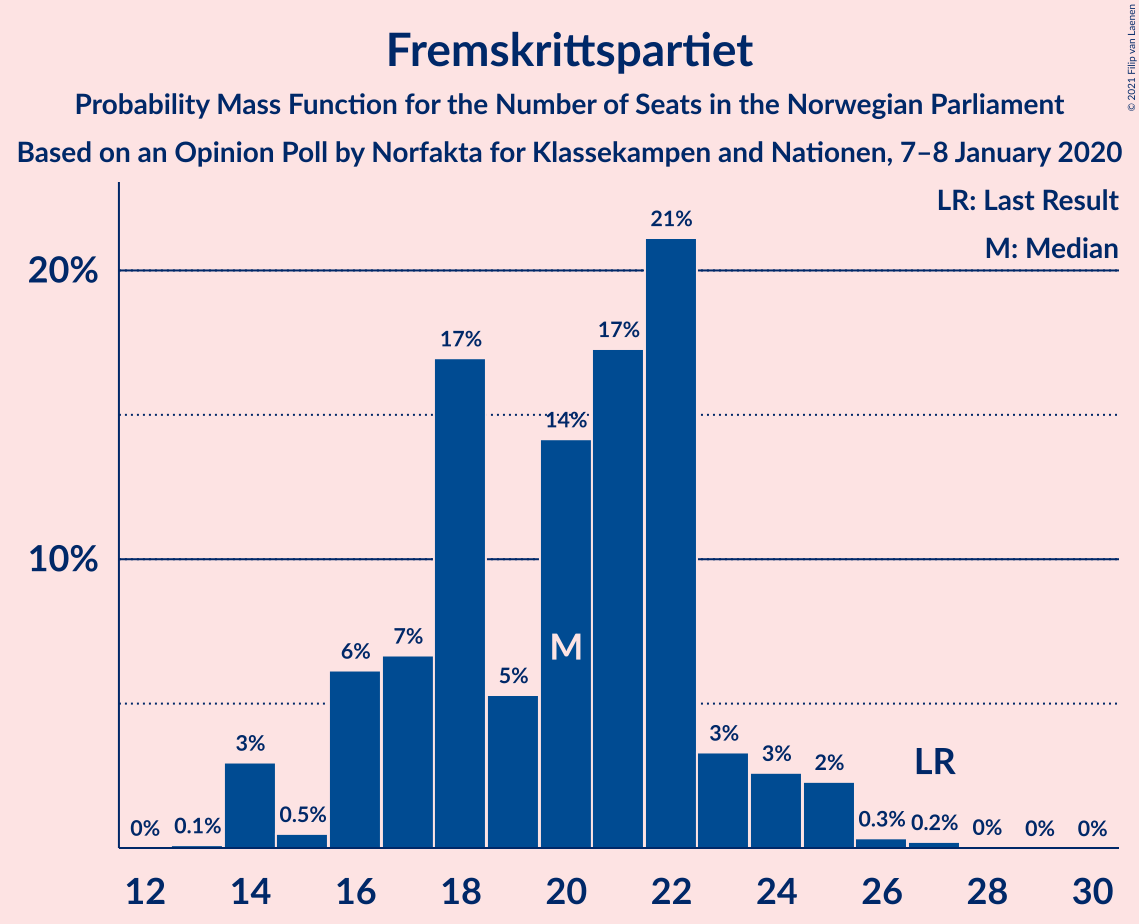 © 2021 Filip van Laenen
Fremskrittspartiet
Probability Mass Function for the Number of Seats in the Norwegian Parliament
Based on an Opinion Poll by Norfakta for Klassekampen and Nationen, 7–8 January 2020
LR: Last Result
M: Median
20%
10%
0%
0.1%
3%
0.5%
6%
7%
17%
5%
14%
17%
21%
3%
3%
2%
0.3%
0.2%
0%
0%
0%
M
LR
12 14 16 18 20 22 24 26 28 30